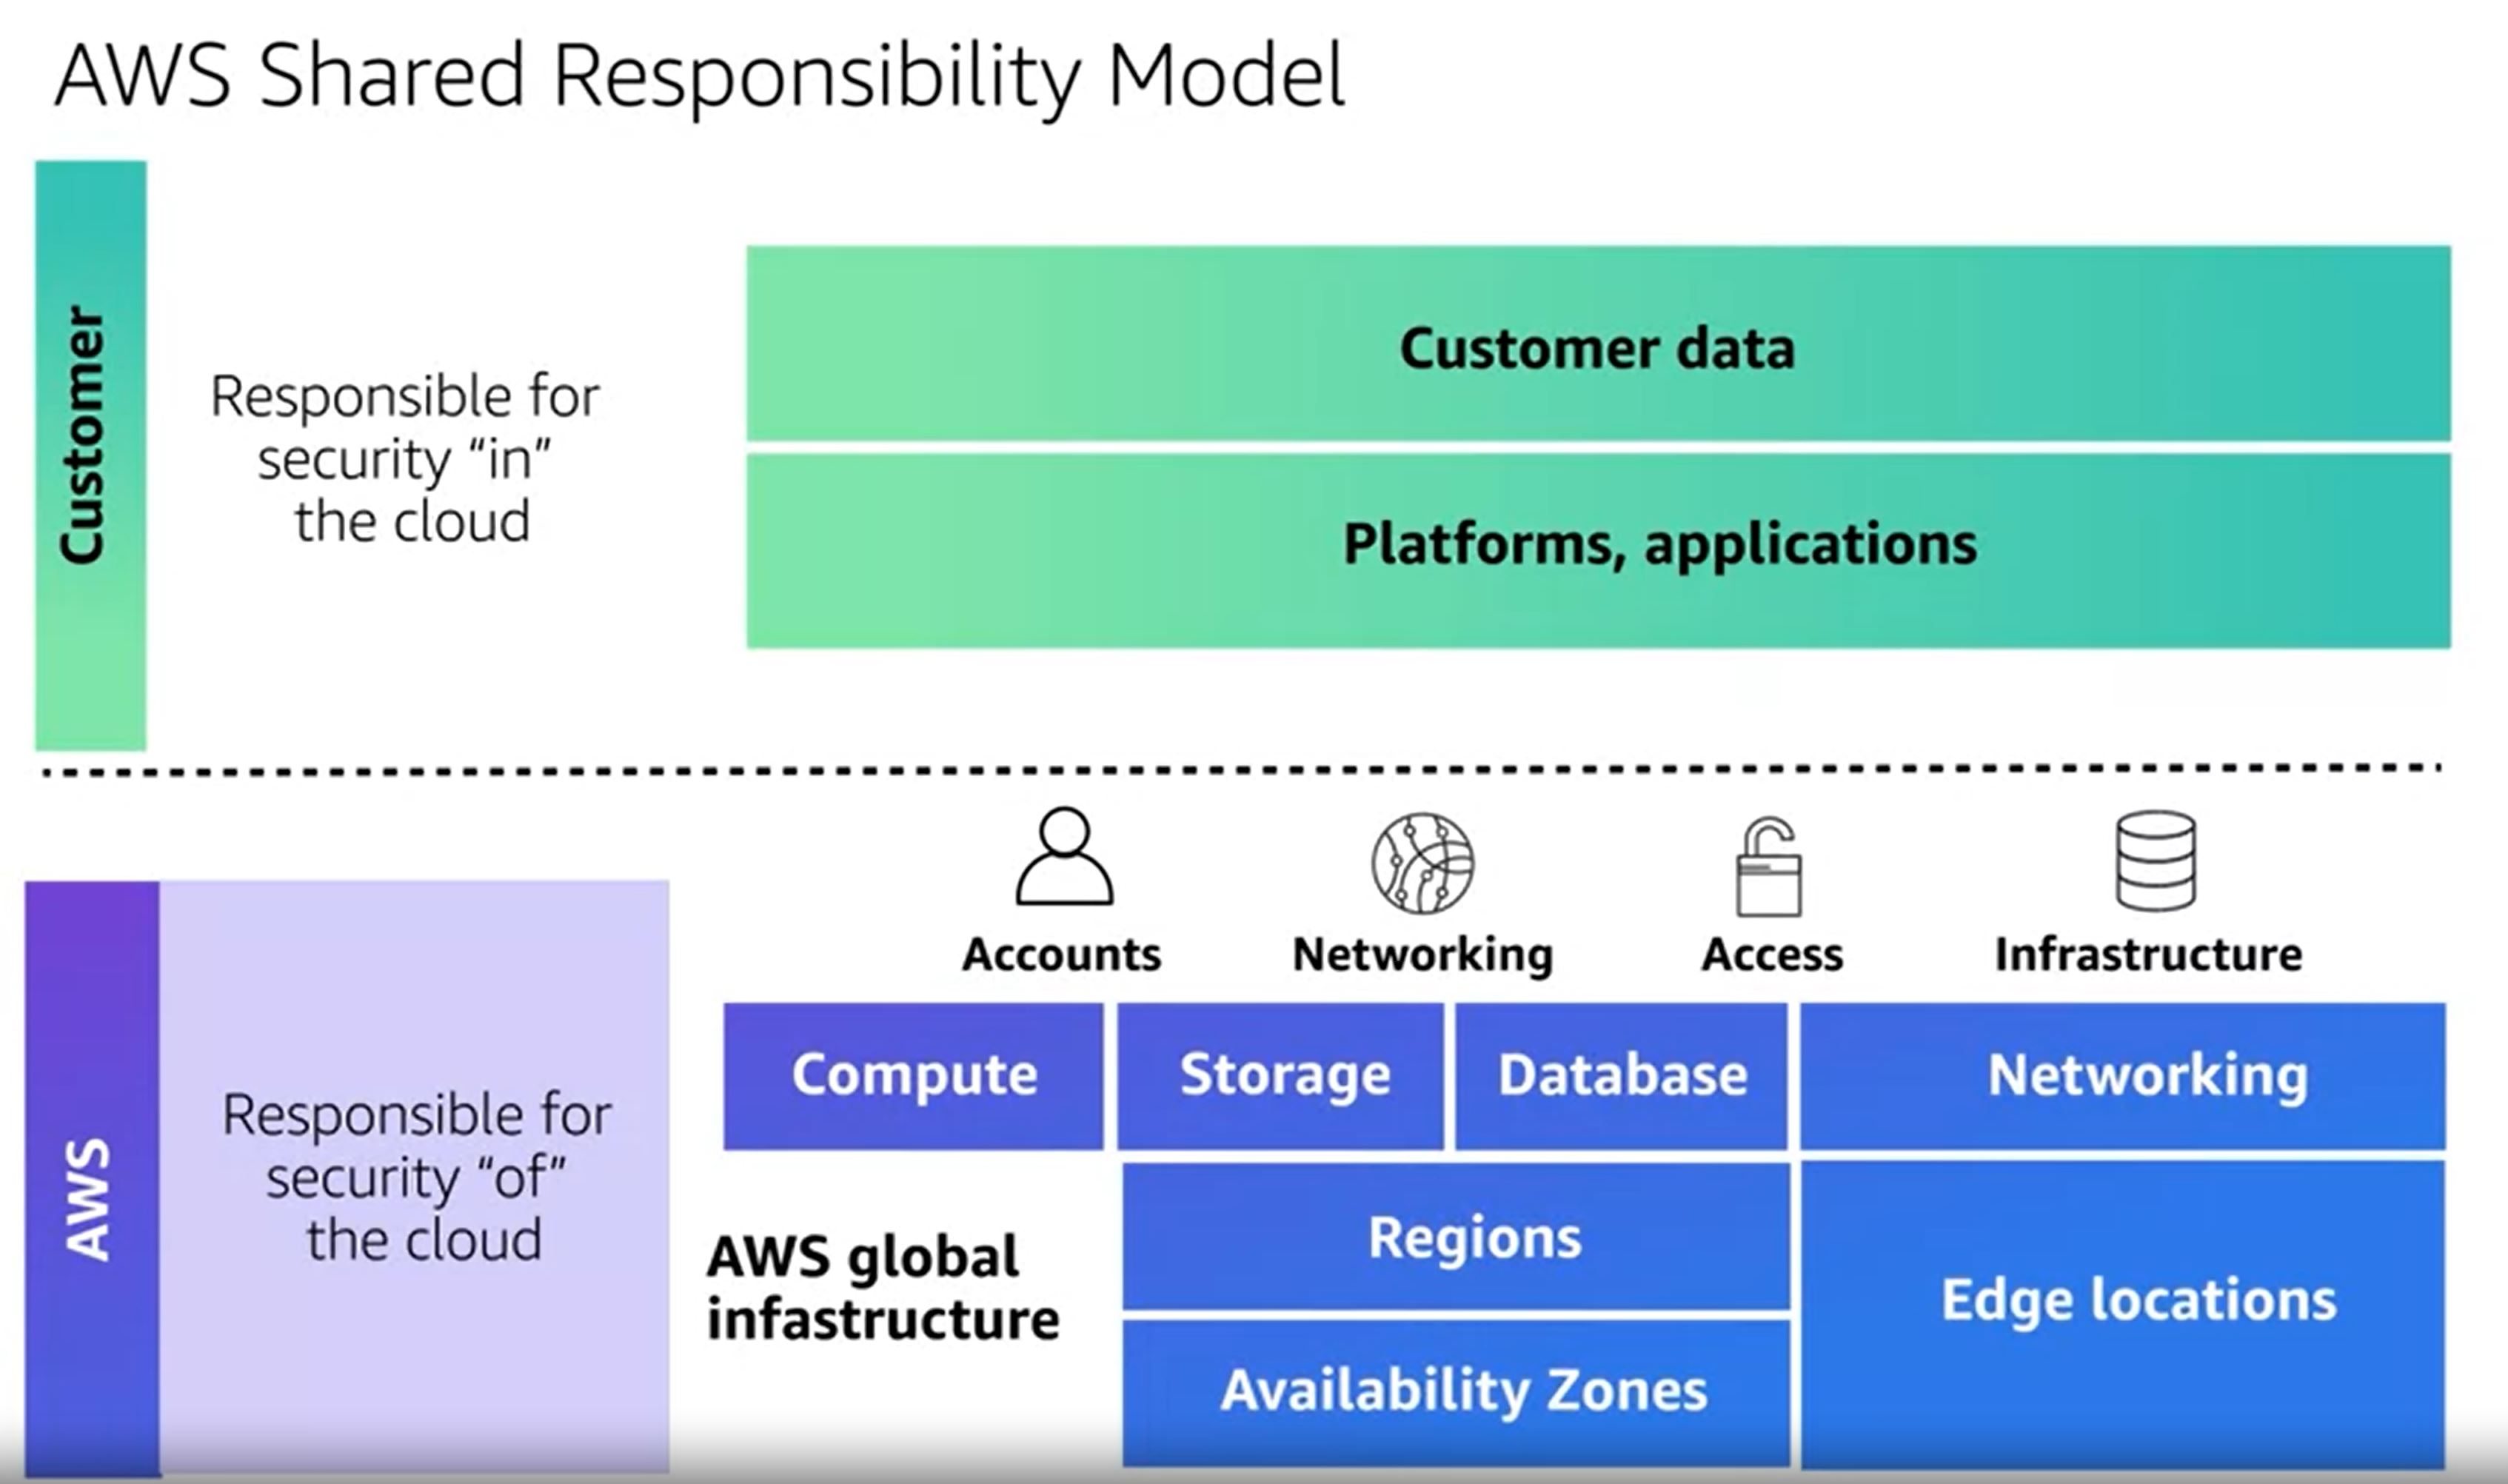 AWS Shared Responsibility Model
Customer
Responsible for
security “in”
the cloud
Customer data
Platforms, applications
Accounts
Networking
Access
Infrastructure
AWS
Responsible for
security “of”
the cloud
Compute
Storage
Database
Networking
AWS global
infastructure
Regions
Availability Zones
Edge locations